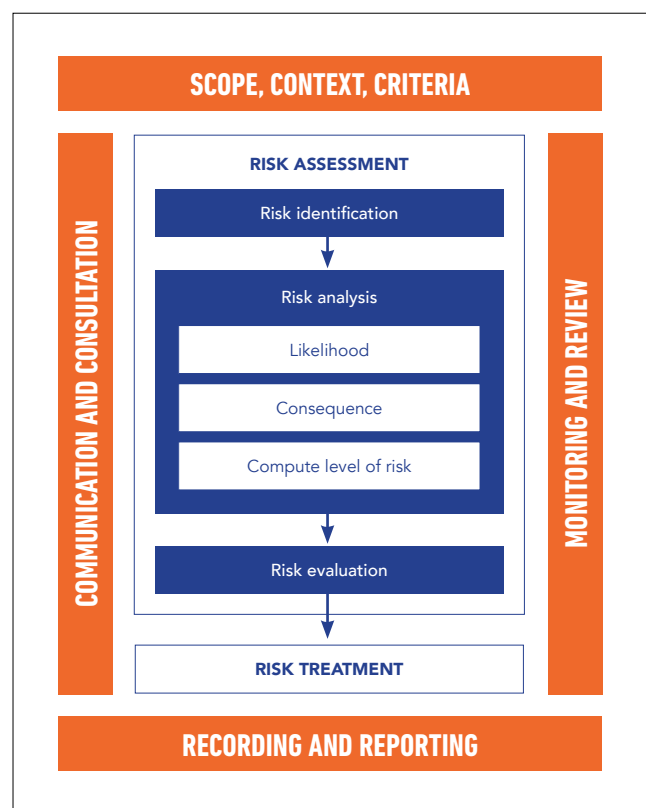 SCOPE, CONTEXT, CRITERIA
COMMUNICATION AND CONSULTATION
RISK ASSESSMENT
Risk identification
Risk analysis
Likelihood
Consequence
Compute level of risk
Risk evaluation
RISK TREATMENT
MONITORING AND REVIEW
RECORDING AND REPORTING